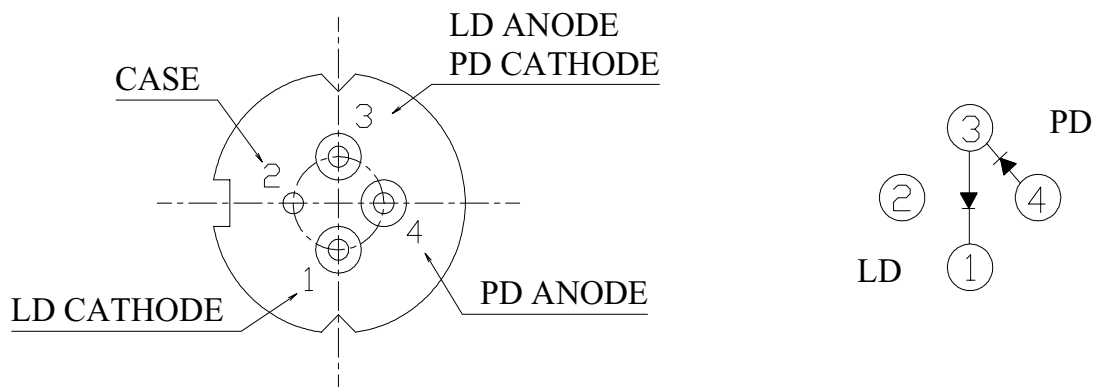 LD ANODE
PD CATHODE
CASE
3
2
4
1
LD CATHODE
PD ANODE
3
PD
2
4
LD
1